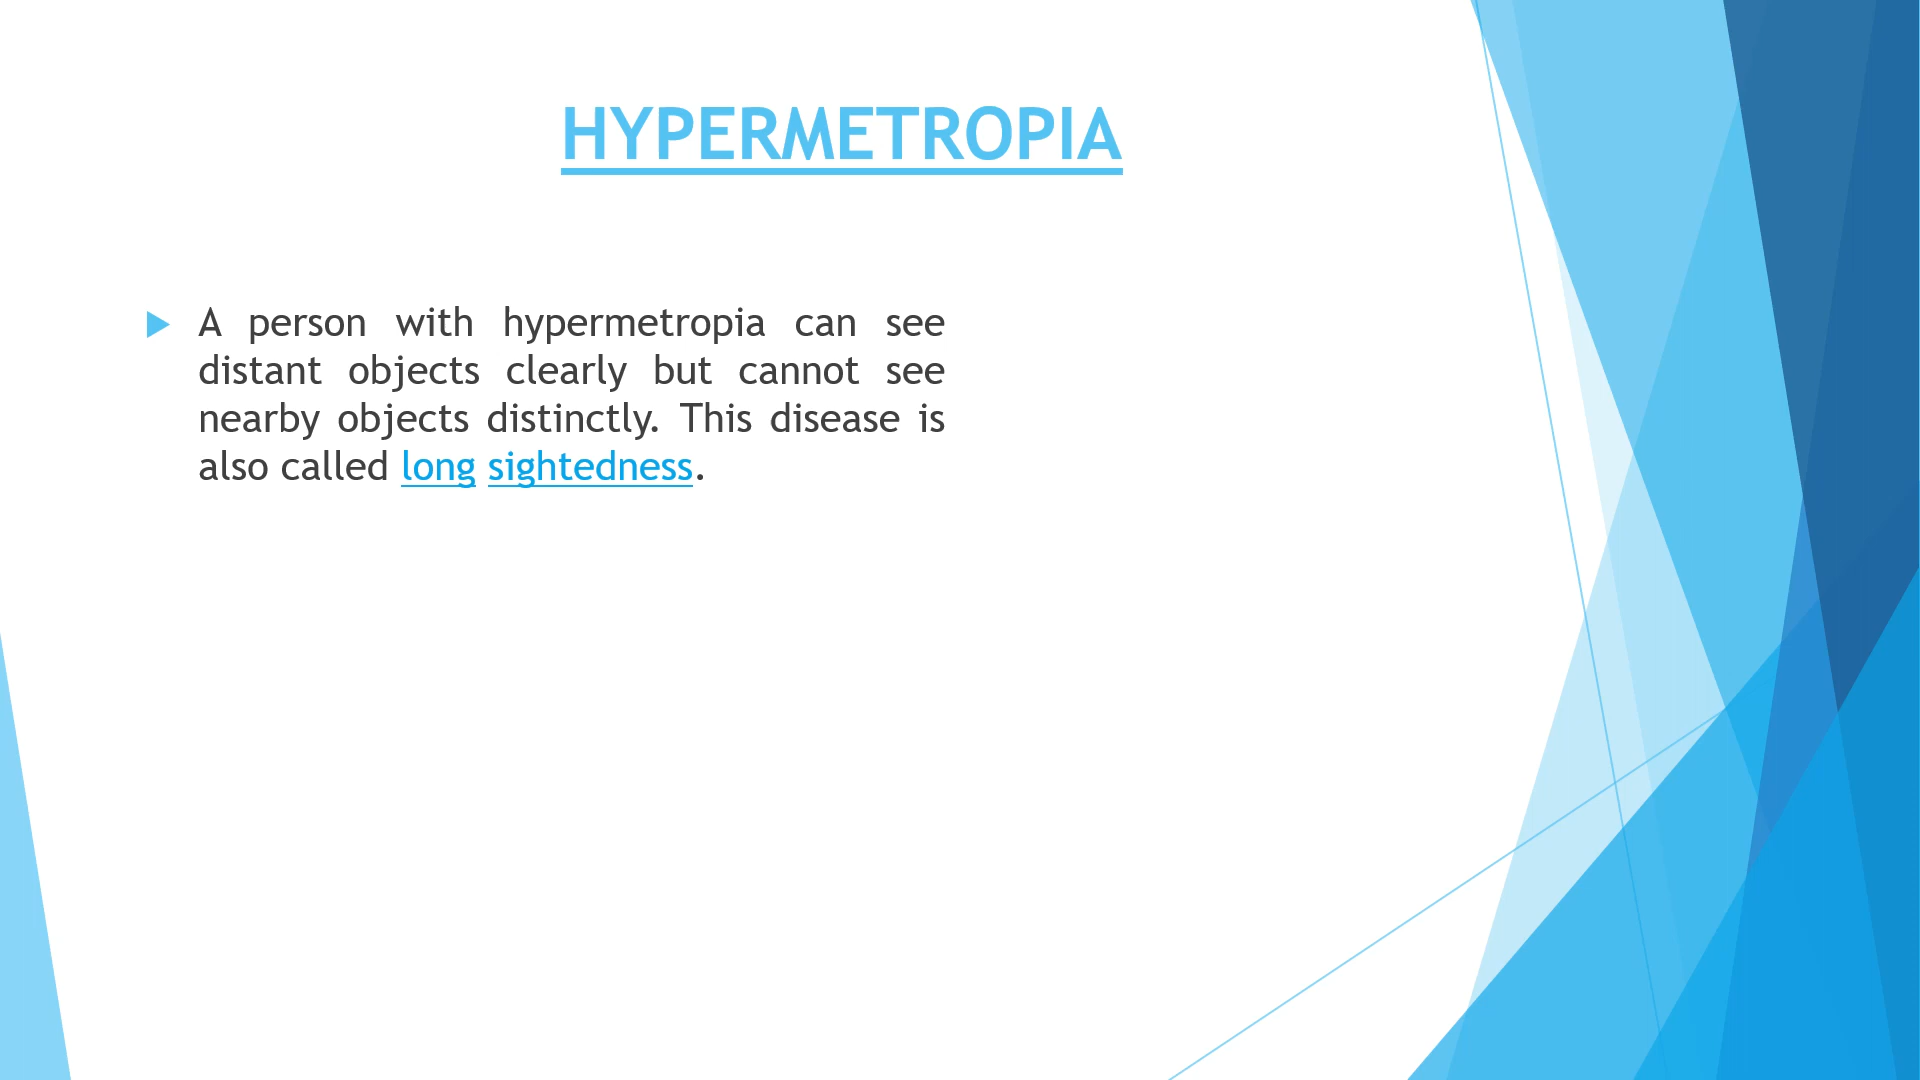 HYPERMETROPIA
A person with hypermetropia can see
distant objects clearly but cannot see
nearby objects distinctly. This disease is
also called long sightedness.